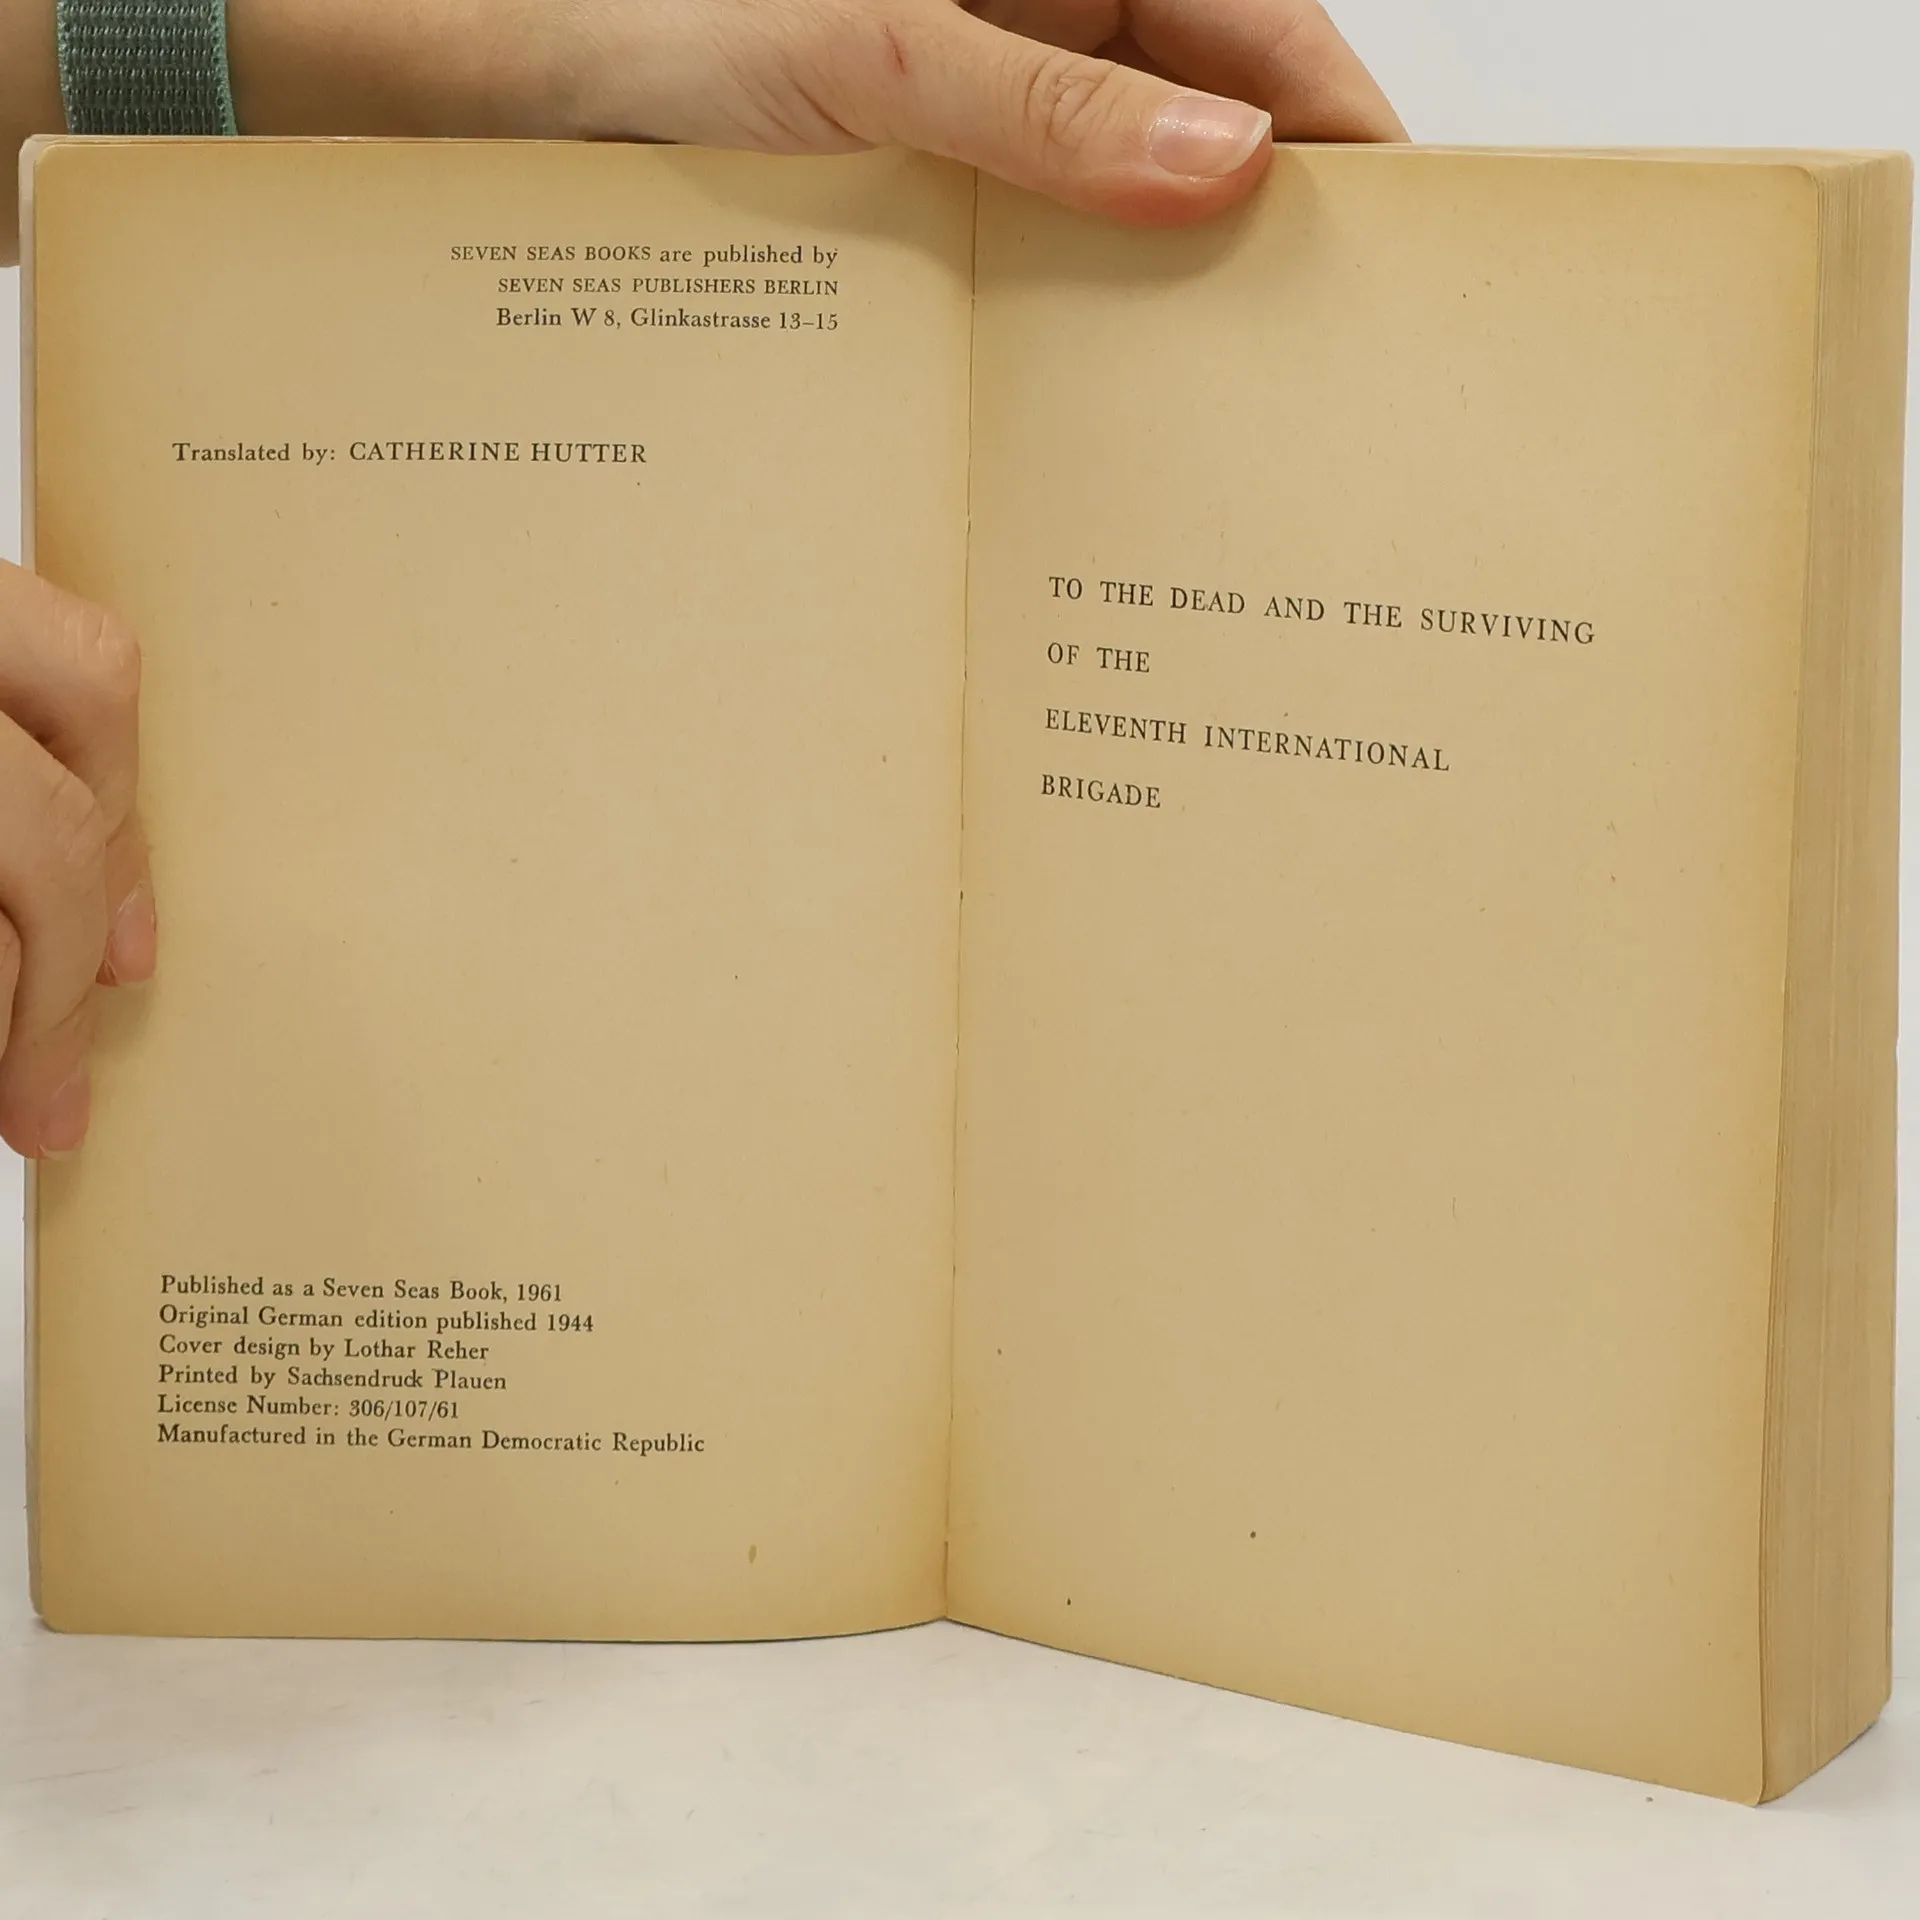 SEVEN SEAS BOOKS are published by
SEVEN SEAS PUBLISHERS BERLIN
Berlin W 8, Glinkastrasse 13–15
Translated by: CATHERINE HUTTER
Published as a Seven Seas Book, 1961
Original German edition published 1944
Cover design by Lothar Reher
Printed by Sachsendruck Plauen
License Number: 306/107/61
Manufactured in the German Democratic Republic
TO THE DEAD AND THE SURVIVING
OF THE
ELEVENTH INTERNATIONAL
BRIGADE